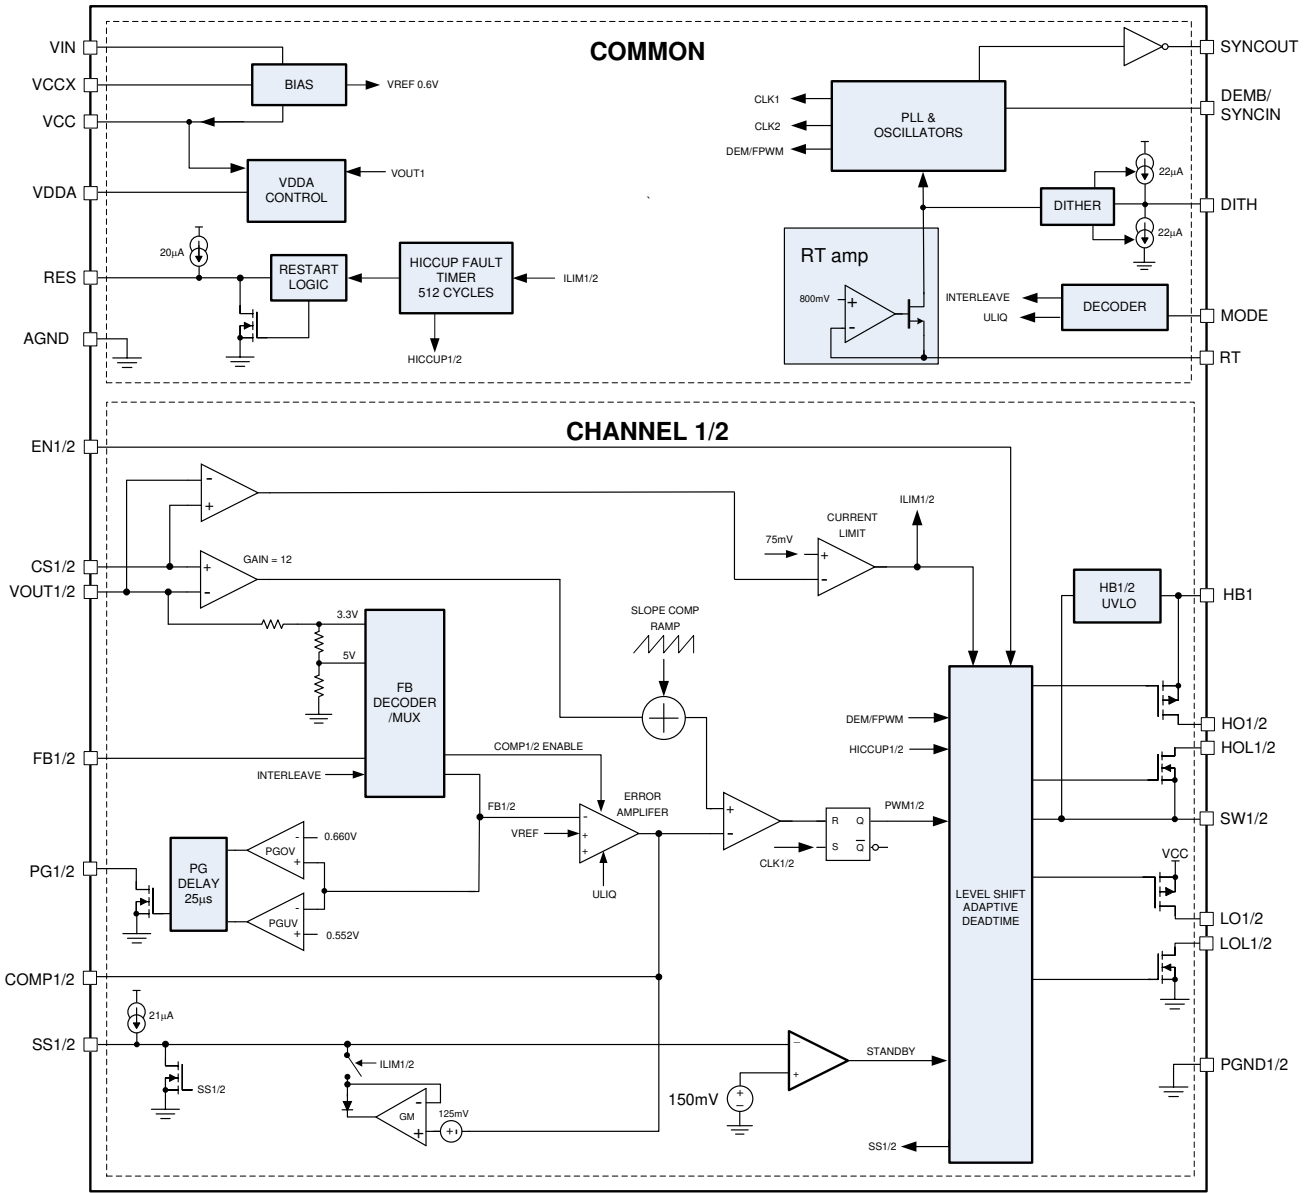 COMMON
VIN
VCCX
VCC
VDDA
RES
AGND
BIAS
VREF 0.6V
VDDA
CONTROL
VOUT1
20µA
RESTART
LOGIC
HICCUP FAULT
TIMER
512 CYCLES
ILIM1/2
HICCUP1/2
CLK1
CLK2
DEM/FPWM
PLL &
OSCILLATORS
RT amp
800mV
+
-
DITHER
22µA
22µA
INTERLEAVE
ULIQ
DECODER
SYNCOUT
DEMB/
SYNCIN
DITH
MODE
RT
CHANNEL 1/2
EN1/2
CS1/2
VOUT1/2
FB1/2
PG1/2
COMP1/2
SS1/2
-
+
+
-
GAIN = 12
3.3V
5V
FB
DECODER
/MUX
INTERLEAVE
COMP1/2 ENABLE
FB1/2
VREF
ERROR
AMPLIFER
-
+
+
ULIQ
SLOPE COMP
RAMP
75mV
CURRENT
LIMIT
+
-
ILIM1/2
+
-
R
Q
S
Q
CLK1/2
PWM1/2
DEM/FPWM
HICCUP1/2
PG
DELAY
25µs
PGOV
-
+
0.660V
PGUV
-
+
0.552V
21µA
SS1/2
ILIM1/2
GM
-
+
125mV
+
-
150mV
+
−
−
+
STANDBY
SS1/2
LEVEL SHIFT
ADAPTIVE
DEADTIME
HB1/2
UVLO
VCC
HB1
HO1/2
HOL1/2
SW1/2
LO1/2
LOL1/2
PGND1/2